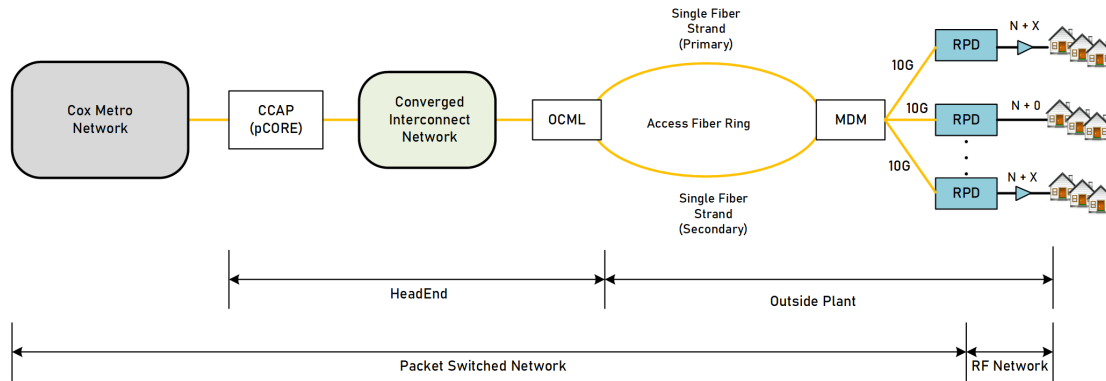 Single Fiber
Strand
(Primary)
N + X
RPD
10G
Cox Metro
Network
CCAP
(pCORE)
Converged
Interconnect
Network
OCML
Access Fiber Ring
MDM
10G
RPD
N + 0
10G
RPD
N + X
Single Fiber
Strand
(Secondary)
HeadEnd
Outside Plant
Packet Switched Network
RF Network